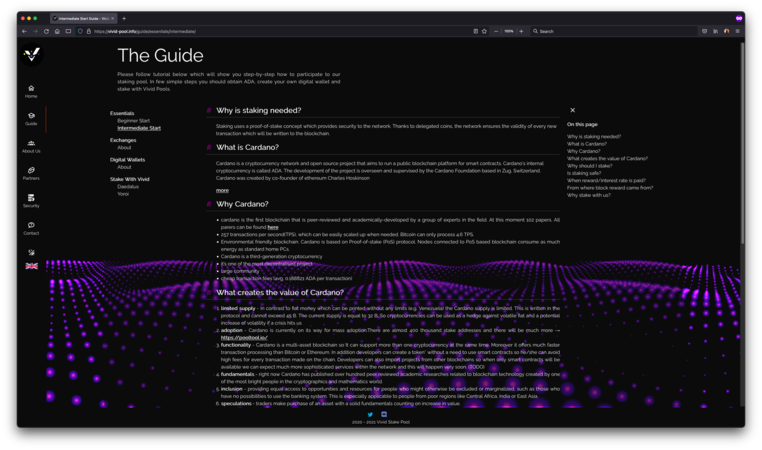 Intermediate Start Guide - Vivid
https://vivid-pool.info/guide/essentials/intermediate/
100%
Search
The Guide
Please follow tutorial below which will show you step-by-step how to participate to our
staking pool. In few simple steps you should obtain ADA, create your own digital wallet and
stake with Vivid Pools.
Home
Guide
About Us
Partners
Security
Contact
Essentials
Beginner Start
Intermediate Start
Exchanges
About
Digital Wallets
About
Stake With Vivid
Daedalus
Yoroi
# Why is staking needed?
Staking uses a proof-of-stake concept which provides security to the network. Thanks to delegated coins, the network ensures the validity of every new
transaction which will be written to the blockchain.
# What is Cardano?
Cardano is a cryptocurrency network and open source project that aims to run a public blockchain platform for smart contracts. Cardano's internal
cryptocurrency is called ADA. The development of the project is overseen and supervised by the Cardano Foundation based in Zug, Switzerland.
Cardano was created by co-founder of ethereum Charles Hoskinson
more
# Why Cardano?
• cardano is the first blockchain that is peer-reviewed and academically-developed by a group of experts in the field. At this moment 102 papers. All
papers can be found here
• 257 transactions per second(TPS), which can be easily scaled up when needed. Bitcoin can only process 4.6 TPS.
• Environmental friendly blockchain. Cardano is based on Proof-of-stake (PoS) protocol. Nodes connected to PoS based blockchain consume as much
energy as standard home PCs.
• Cardano is a third-generation cryptocurrency
• it's one of the most decentralised project
• large community
• cheap transaction fees (avg. 0.168821 ADA per transaction)
What creates the value of Cardano?
1. limited supply - in contrast to fiat money which can be printed without any limits (e.g. Venezuela) the Cardano supply is limited. This is written in the
protocol and cannot exceed 45 B. The current supply is equal to 32 B. So cryptocurrencies can be used as a hedge against volatile fiat and a potential
increase of volatility if a crisis hits us
2. adoption - Cardano is currently on its way for mass adoption. There are almost and thousand stake addresses and there will be much more →
https://pooltool.io/
3. functionality - Cardano is a multi-asset blockchain so it can support more than one cryptocurrency at the same time. Moreover it offers much faster
transaction processing than Bitcoin or Ethereum. In addition developers can create a token* without a need to use smart contracts so he/she can avoid
high fees for every transaction made on the chain. Developers can also import projects from other blockchains so when only smart contracts will be
available we can expect much more sophisticated services within the network and this will happen very soon (ZODO)
4. fundamentals - right now Cardano has published over hundred peer reviewed academic researches related to blockchain technology created by one
of the most bright people in the cryptographics and mathematics world.
5. inclusion - providing equal access to opportunities and resources for people who might otherwise be excluded or marginalized, such as those who
have no possibilities to use the banking system. This is especially applicable to people from poor regions like Central Africa, India or East Asia.
6. speculations - traders make purchase of an asset with a solid fundamentals counting on increase in value.
On this page
Why is staking needed?
What is Cardano?
Why Cardano?
What creates the value of Cardano?
Why should I stake?
Is staking safe?
When reward/interest rate is paid?
From where block reward came from?
Why stake with us?
2020 - 2021 Vivid Stake Pool